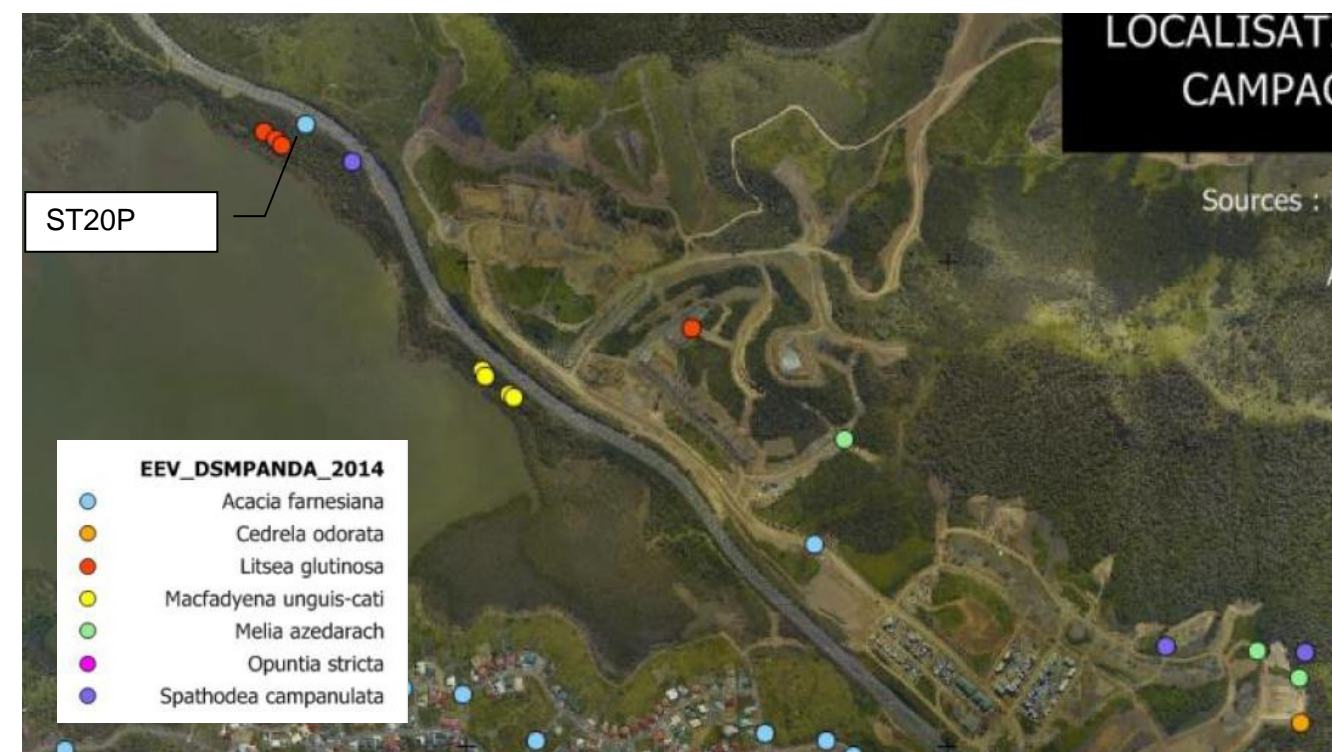 LOCALISAT
CAMPAG
Sources :
ST20P
EEV_DSMPANDA_2014
Acacia farnesiana
Cedrela odorata
Litsea glutinosa
Macfadyena unguis-cati
Melia azedarach
Opuntia stricta
Spathodea campanulata